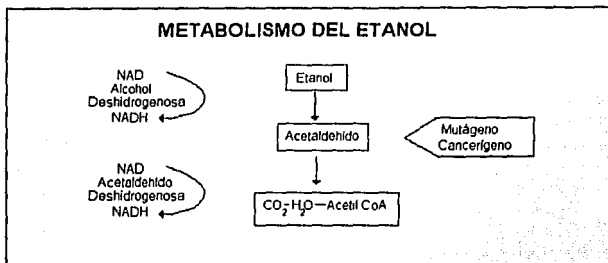 METABOLISMO DEL ETANOL
NAD
Alcohol
Deshidrogenosa
NADH
Etanol
Acetaldehido
Mutágeno
Cancerígeno
NAD
Acetaldehido
Deshidrogenosa
NADH
CO₂-H₂O—Acetil CoA